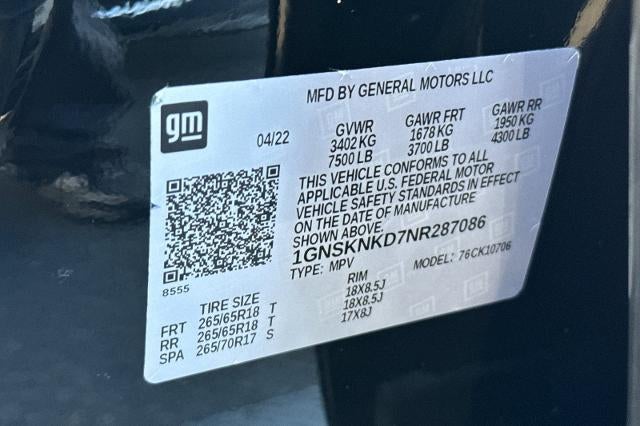 MFD BY GENERAL MOTORS LLC
gm
04/22
GVWR GAWR FRT GAWR RR
3402 KG 1678 KG 1950 KG
7500 LB 3700 LB 4300 LB
THIS VEHICLE CONFORMS TO ALL
APPLICABLE U.S. FEDERAL MOTOR
VEHICLE SAFETY STANDARDS IN EFFECT
ON THE DATE OF MANUFACTURE
SHOWN ABOVE.
1GNSKNKD7NR287086
TYPE: MPV MODEL: 76CK10706
8555
TIRE SIZE RIM
FRT 265/65R18 T 18X8.5J
RR 265/65R18 T 18X8.5J
SPA 265/70R17 S 17X8J